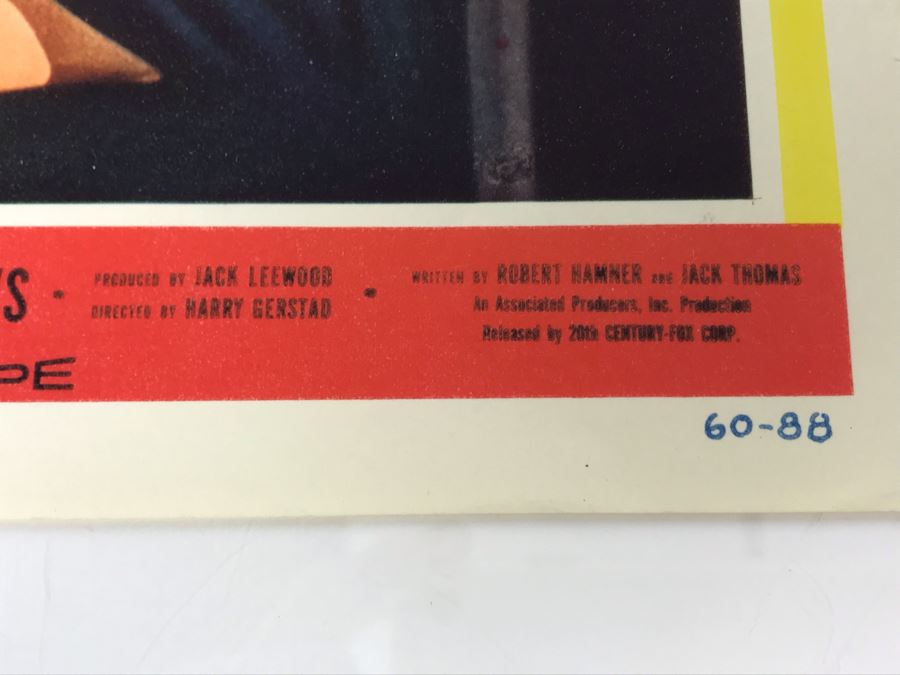 'S • PRODUCED BY JACK LEEWOOD • WRITTEN BY ROBERT HAMNER AND JACK THOMAS
DIRECTED BY HARRY GERSTAD
An Associated Producers, Inc. Production
Released by 20th CENTURY-FOX CORP.
PE
60-88